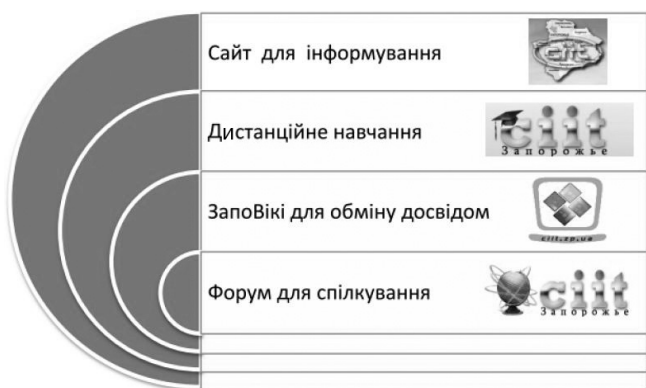 Сайт для інформування
cit
Дистанційне навчання
ciit
Запорожье
ЗапоВікі для обміну досвідом
ciit.zp.ua
Форум для спілкування
ciit
Запорожье